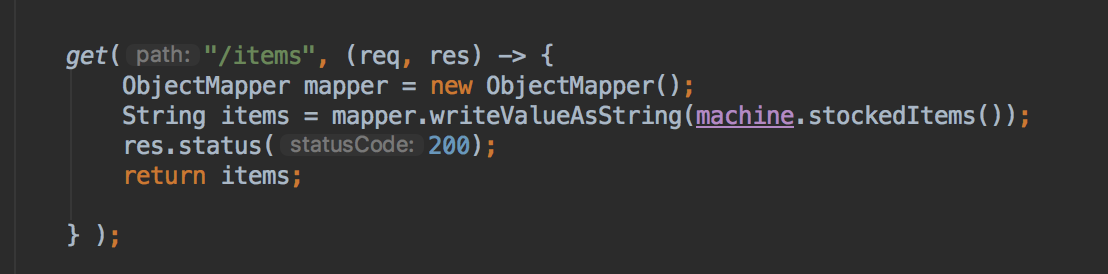 get( path: "/items", (req, res) -> {
    ObjectMapper mapper = new ObjectMapper();
    String items = mapper.writeValueAsString(machine.stockedItems());
    res.status( statusCode: 200);
    return items;
} );